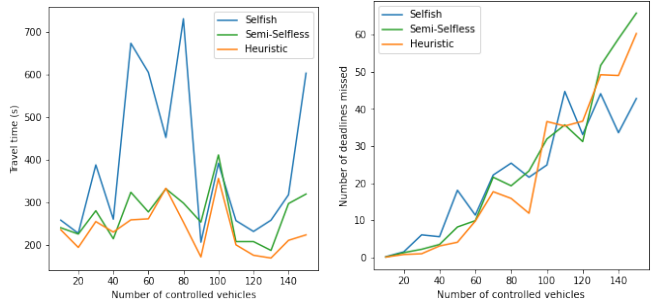 Selfish
Semi-Selfless
Heuristic
700
600
500
400
300
200
Travel time (s)
20
40
60
80
100
120
140
Number of controlled vehicles
Selfish
Semi-Selfless
Heuristic
60
50
40
30
20
10
0
Number of deadlines missed
20
40
60
80
100
120
140
Number of controlled vehicles